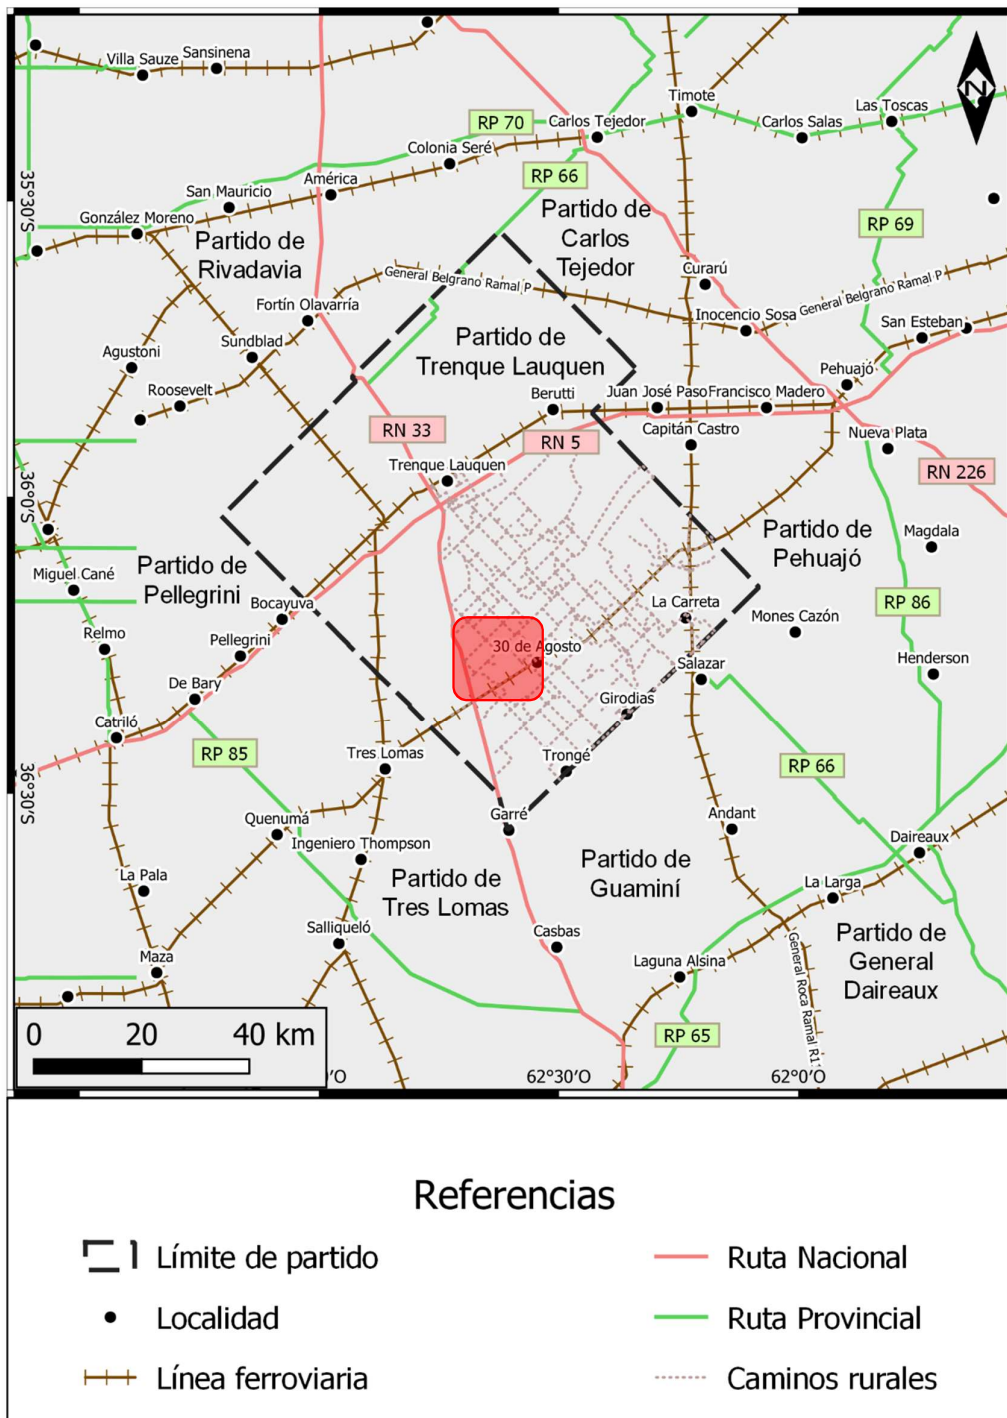 Villa Sauze
Sansinena
Timote
Las Toscas
N
RP 70
Carlos Tejedor
Carlos Salas
Colonia Seré
RP 66
América
San Mauricio
35°30'S
González Moreno
Partido de
Rivadavia
Partido de
Carlos
Tejedor
RP 69
Curarú
General Belgrano Ramal P
General Belgrano Ramal P
Fortín Olavarría
Inocencio Sosa
San Esteban
Sundblad
Partido de
Trenque Lauquen
Agustoni
Pehuajó
Roosevelt
Berutti
Juan José Paso
Francisco Madero
RN 33
RN 5
Capitán Castro
Nueva Plata
Trenque Lauquen
RN 226
36°0'S
Partido de
Pehuajó
Magdala
Partido de
Pellegrini
Miguel Cané
Bocayuva
La Carreta
RP 86
Mones Cazón
Relmo
Pellegrini
30 de Agosto
Salazar
Henderson
De Bary
Girodias
Catriló
RP 85
Tres Lomas
Trongé
RP 66
36°30'S
Quenumá
Garré
Andant
Ingeniero Thompson
Daireaux
Partido de
Guaminí
La Pala
Partido de
Tres Lomas
La Larga
Salliqueló
Casbas
Partido de
General
Daireaux
Maza
Laguna Alsina
General Roca Ramal R1
0 20 40 km
RP 65
'O
62°30'O
62°0'O
Referencias
Límite de partido
Ruta Nacional
Localidad
Ruta Provincial
Línea ferroviaria
Caminos rurales